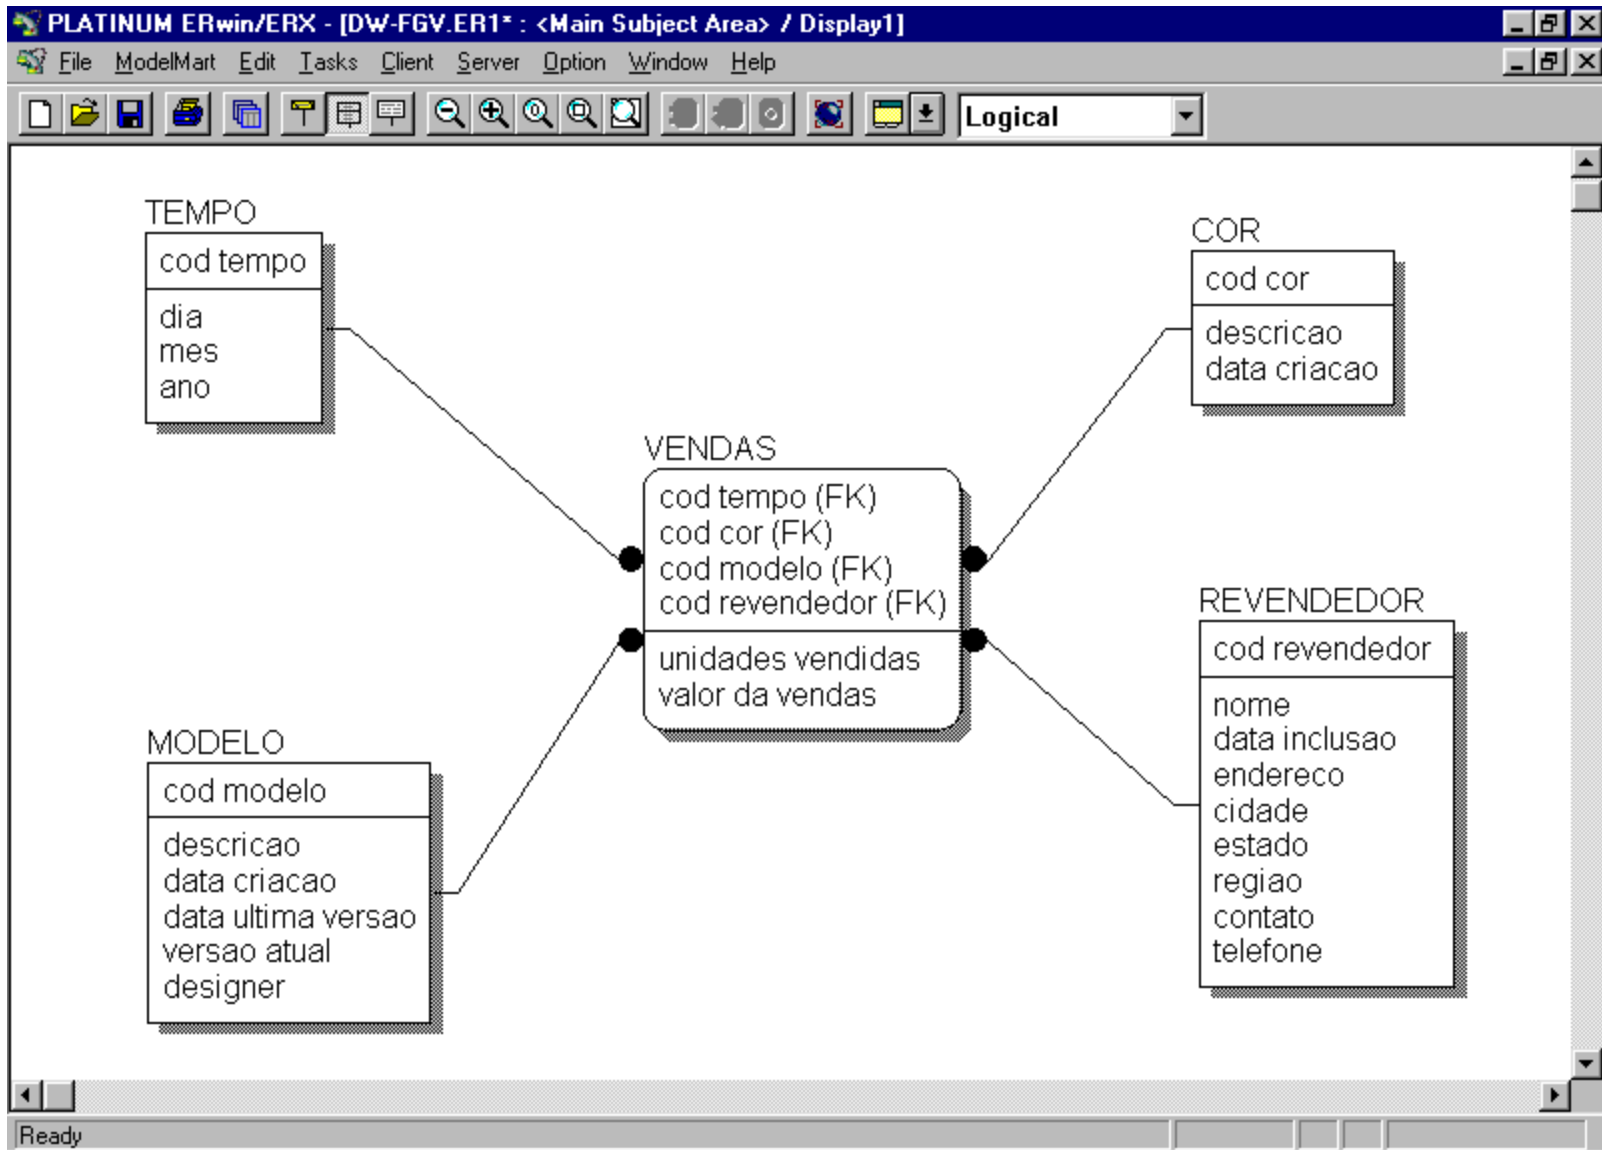 PLATINUM ERwin/ERX - [DW-FGV.ER1* : <Main Subject Area> / Display1]
File ModelMart Edit Tasks Client Server Option Window Help
Logical
TEMPO
cod tempo
dia
mes
ano
COR
cod cor
descricao
data criacao
VENDAS
cod tempo (FK)
cod cor (FK)
cod modelo (FK)
cod revendedor (FK)
unidades vendidas
valor da vendas
MODELO
cod modelo
descricao
data criacao
data ultima versao
versao atual
designer
REVENDEDOR
cod revendedor
nome
data inclusao
endereco
cidade
estado
regiao
contato
telefone
Ready